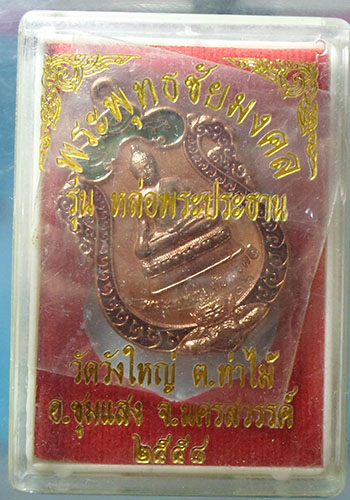 พระพุทธชัยมงคล
รุ่น หล่อพระประธาน
วัดวังใหญ่ ต.ท่าไม้
อ.ชุมแสง จ.นครสวรรค์
๒๕๕๘